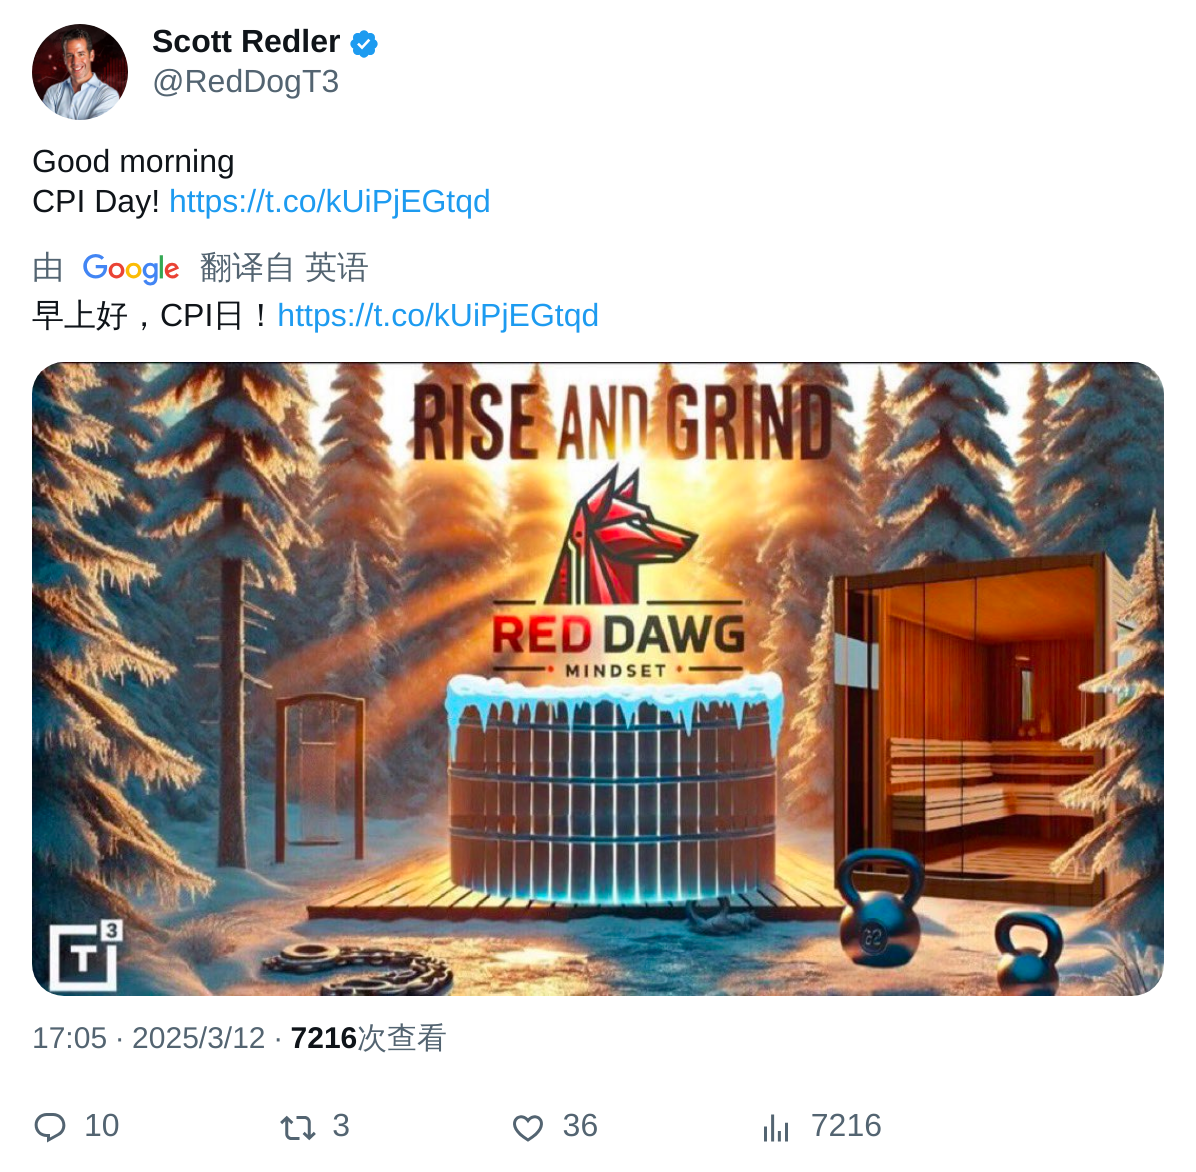 Scott Redler
@RedDogT3
Good morning
CPI Day! https://t.co/kUiPjEGtqd
由 Google 翻译自 英语
早上好，CPI日！https://t.co/kUiPjEGtqd
RISE AND GRIND
RED DAWG
MINDSET
T3
17:05 · 2025/3/12 · 7216次查看
10 3 36 7216